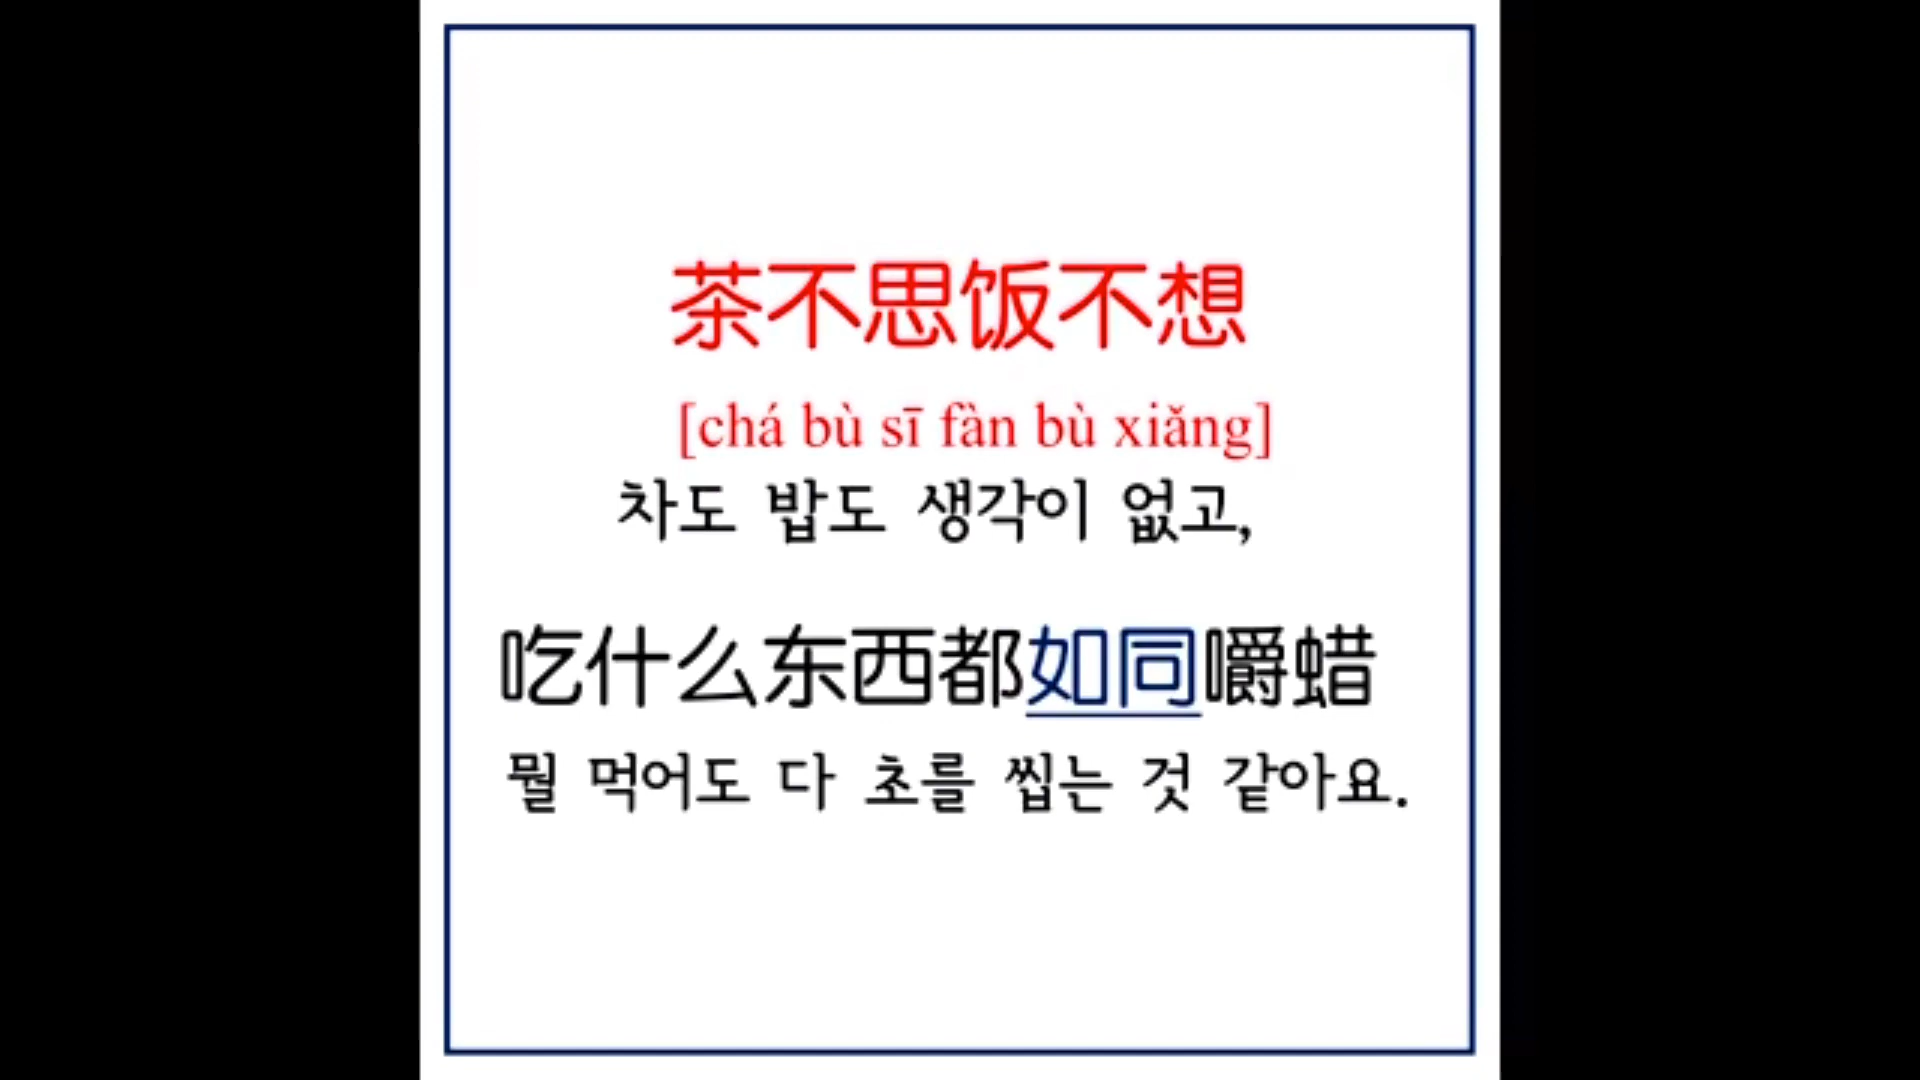 茶不思饭不想
[chá bù sī fàn bù xiǎng]
차도 밥도 생각이 없고,
吃什么东西都如同嚼蜡
뭘 먹어도 다 초를 씹는 것 같아요.